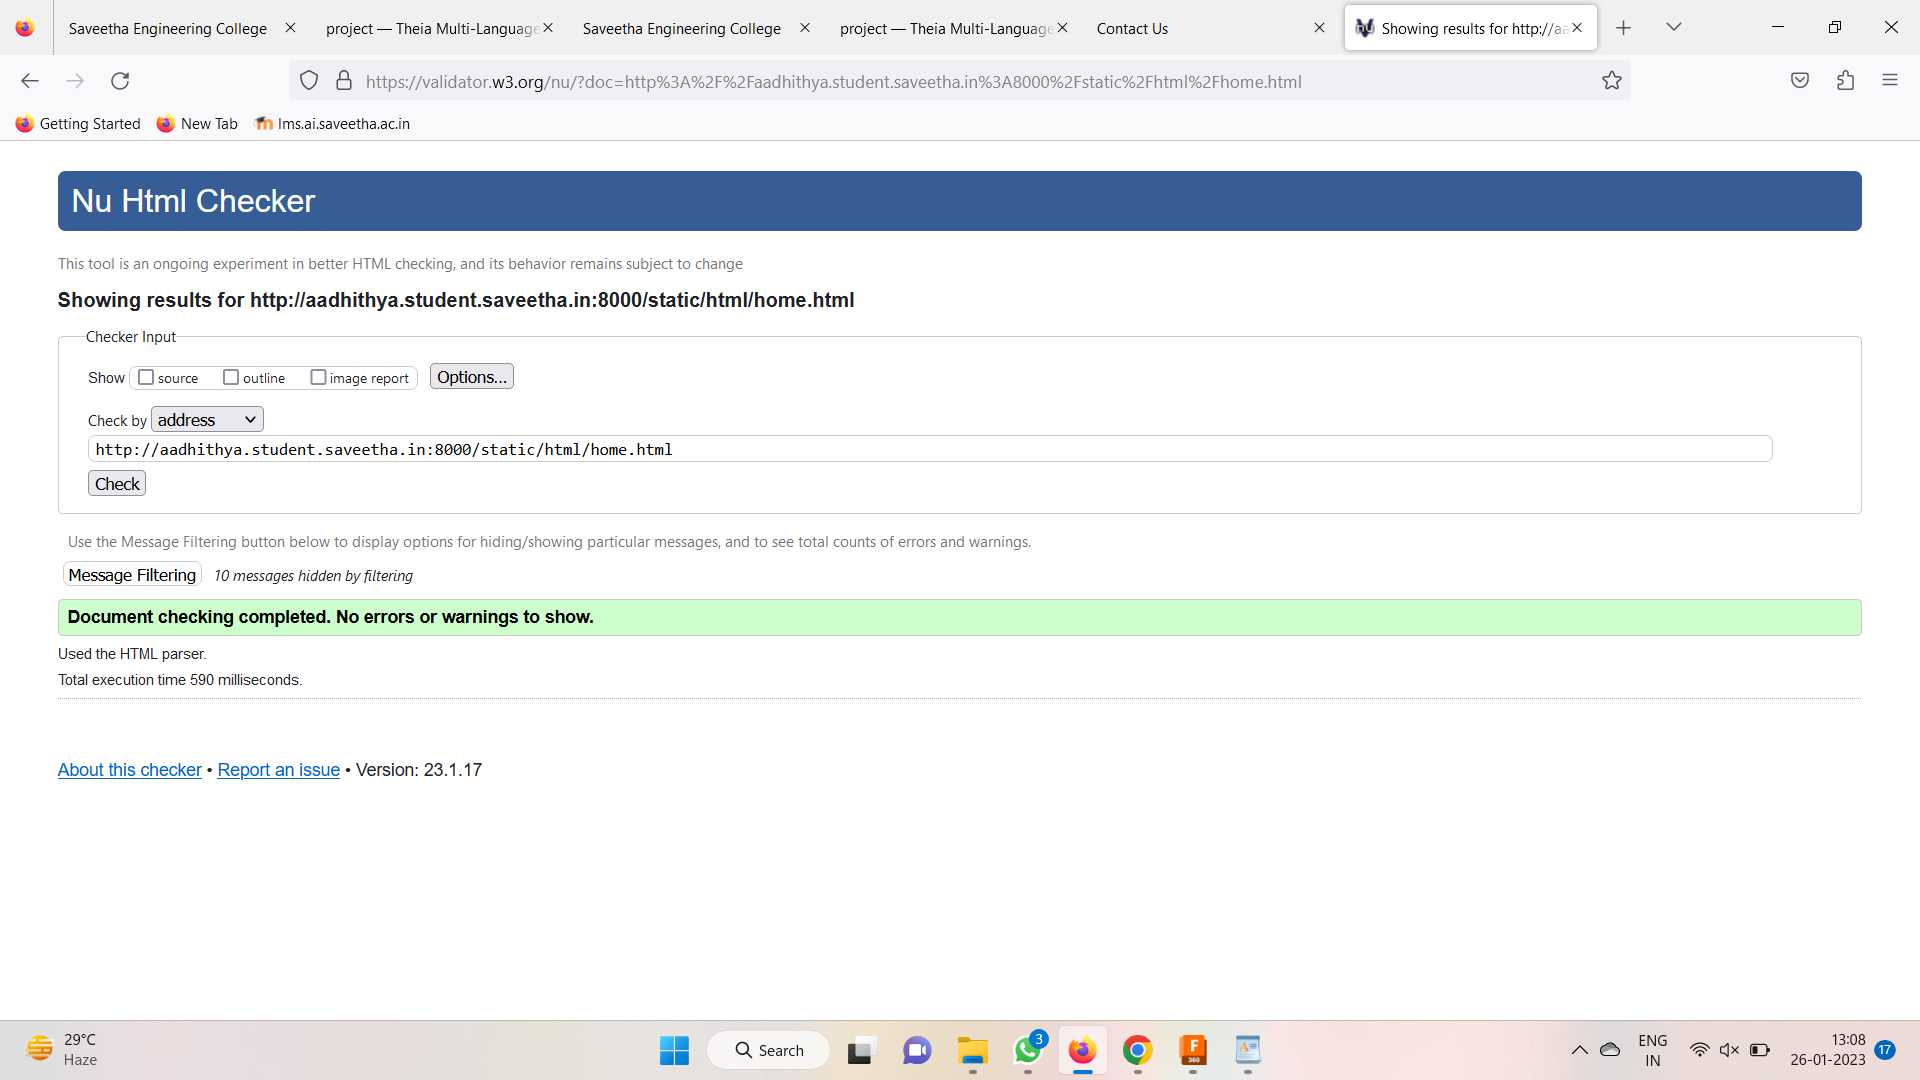 Saveetha Engineering College
project — Theia Multi-Language
Saveetha Engineering College
project — Theia Multi-Language
Contact Us
Showing results for http://aa
https://validator.w3.org/nu/?doc=http%3A%2F%2Faadhithya.student.saveetha.in%3A8000%2Fstatic%2Fhtml%2Fhome.html
Getting Started
New Tab
lms.ai.saveetha.ac.in
Nu Html Checker
This tool is an ongoing experiment in better HTML checking, and its behavior remains subject to change
Showing results for http://aadhithya.student.saveetha.in:8000/static/html/home.html
Checker Input
Show source outline image report Options...
Check by address
http://aadhithya.student.saveetha.in:8000/static/html/home.html
Check
Use the Message Filtering button below to display options for hiding/showing particular messages, and to see total counts of errors and warnings.
Message Filtering 10 messages hidden by filtering
Document checking completed. No errors or warnings to show.
Used the HTML parser.
Total execution time 590 milliseconds.
About this checker • Report an issue • Version: 23.1.17
29°C
Haze
Search
3
F
360
ENG
IN
13:08
26-01-2023
17